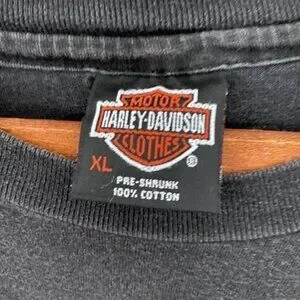 MOTOR
HARLEY-DAVIDSON
CLOTHES
®
XL
PRE-SHRUNK
100% COTTON